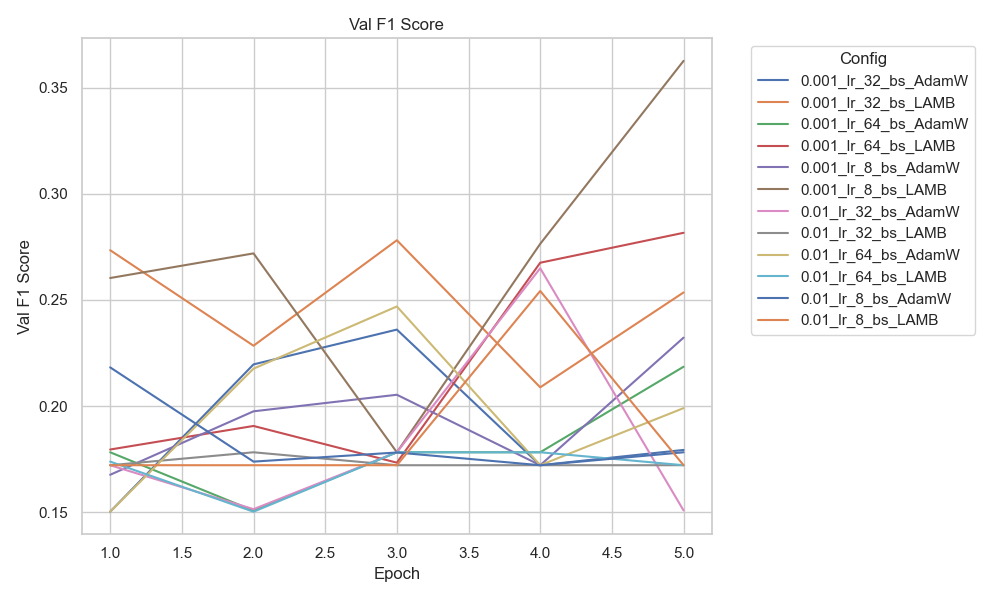 Val F1 Score
Val F1 Score
0.35
0.30
0.25
0.20
0.15
1.0
1.5
2.0
2.5
3.0
3.5
4.0
4.5
5.0
Epoch
Config
0.001_lr_32_bs_AdamW
0.001_lr_32_bs_LAMB
0.001_lr_64_bs_AdamW
0.001_lr_64_bs_LAMB
0.001_lr_8_bs_AdamW
0.001_lr_8_bs_LAMB
0.01_lr_32_bs_AdamW
0.01_lr_32_bs_LAMB
0.01_lr_64_bs_AdamW
0.01_lr_64_bs_LAMB
0.01_lr_8_bs_AdamW
0.01_lr_8_bs_LAMB